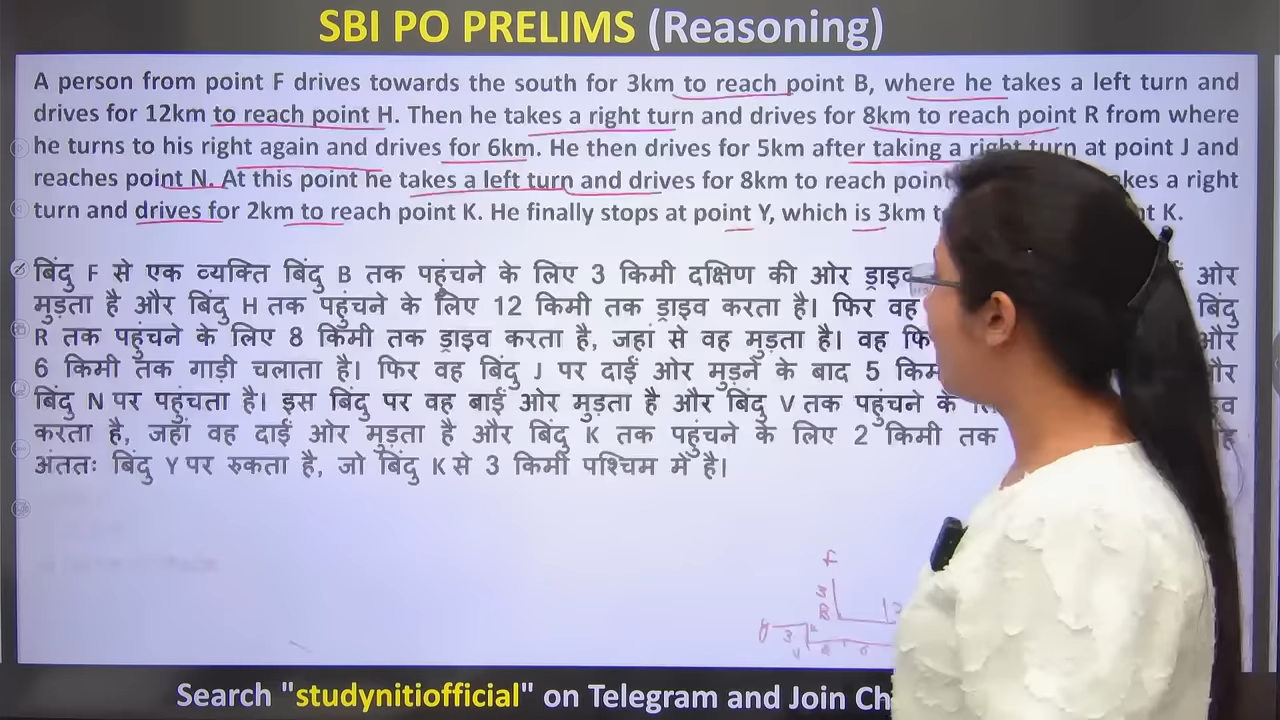 SBI PO PRELIMS (Reasoning)
A person from point F drives towards the south for 3km to reach point B, where he takes a left turn and
drives for 12km to reach point H. Then he takes a right turn and drives for 8km to reach point R from where
he turns to his right again and drives for 6km. He then drives for 5km after taking a right turn at point J and
reaches point N. At this point he takes a left turn and drives for 8km to reach point a right
turn and drives for 2km to reach point K. He finally stops at point Y, which is 3km K.
बिंदु F से एक व्यक्ति बिंदु B तक पहुंचने के लिए 3 किमी दक्षिण की ओर ओर
मुड़ता है और बिंदु H तक पहुंचने के लिए 12 किमी तक ड्राइव करता है। फिर वह बिंदु
R तक पहुंचने के लिए 8 किमी तक ड्राइव करता है, जहां से वह मुड़ता है। वह और
6 किमी तक गाड़ी चलाता है। फिर वह बिंदु J पर दाईं ओर मुड़ने के बाद 5
बिंदु N पर पहुंचता है। इस बिंदु पर वह बाईं ओर मुड़ता है और बिंदु V तक पहुंचने के
करता है, जहां वह दाईं ओर मुड़ता है और बिंदु K तक पहुंचने के लिए 2 किमी तक
अंततः बिंदु Y पर रुकता है, जो बिंदु K से 3 किमी पश्चिम में है।
F
3
B 12
y 3 K
Search "studynitiofficial" on Telegram and Join